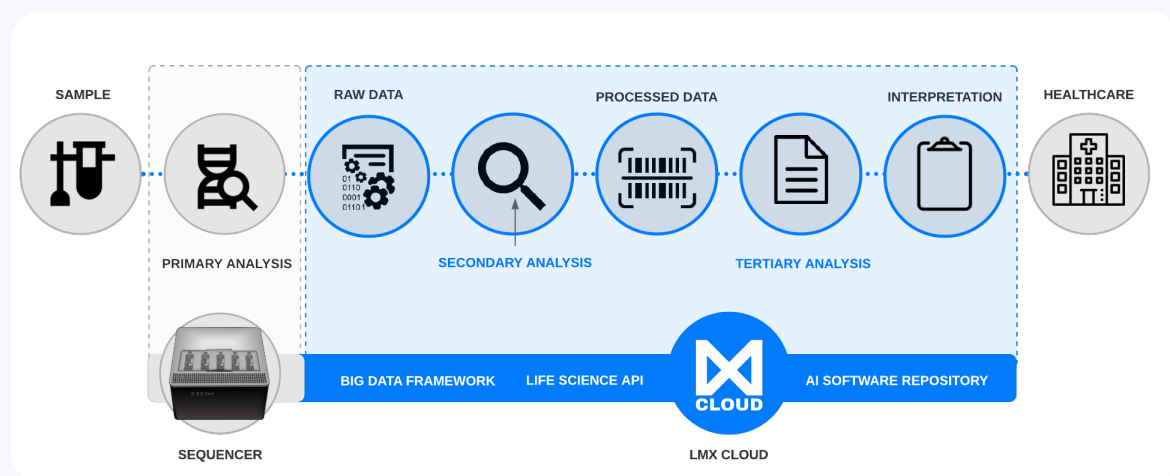 SAMPLE
RAW DATA
PROCESSED DATA
INTERPRETATION
HEALTHCARE
01
0110
0001
01101
PRIMARY ANALYSIS
SECONDARY ANALYSIS
TERTIARY ANALYSIS
BIG DATA FRAMEWORK
LIFE SCIENCE API
CLOUD
AI SOFTWARE REPOSITORY
SEQUENCER
LMX CLOUD